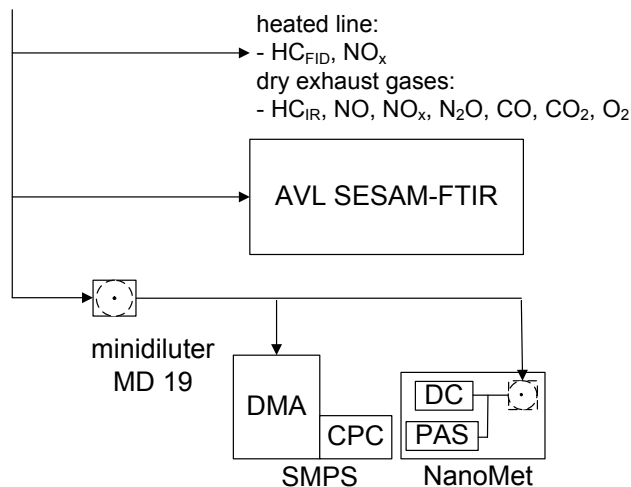 heated line:
- HC_FID, NO_x
dry exhaust gases:
- HC_IR, NO, NO_x, N_2O, CO, CO_2, O_2
AVL SESAM-FTIR
minidiluter
MD 19
DMA
CPC
SMPS
DC
PAS
NanoMet